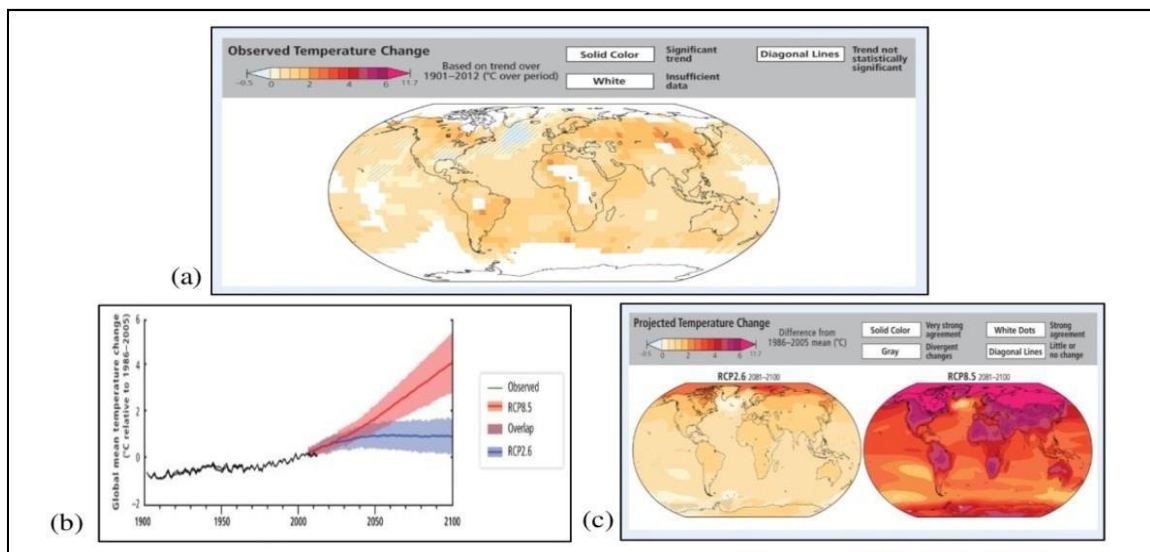 Observed Temperature Change
−0.5 0 2 4 6 11.7
Based on trend over
1901–2012 (°C over period)
Solid Color
Significant
trend
White
Insufficient
data
Diagonal Lines
Trend not
statistically
significant
(a)
Global mean temperature change
(°C relative to 1986–2005)
6
4
2
0
−2
1900 1950 2000 2050 2100
Observed
RCP8.5
Overlap
RCP2.6
(b)
Projected Temperature Change
−0.5 0 2 4 6 11.7
Difference from
1986–2005 mean (°C)
Solid Color
Very strong
agreement
Gray
Divergent
changes
White Dots
Strong
agreement
Diagonal Lines
Little or
no change
RCP2.6 2081–2100
RCP8.5 2081–2100
(c)